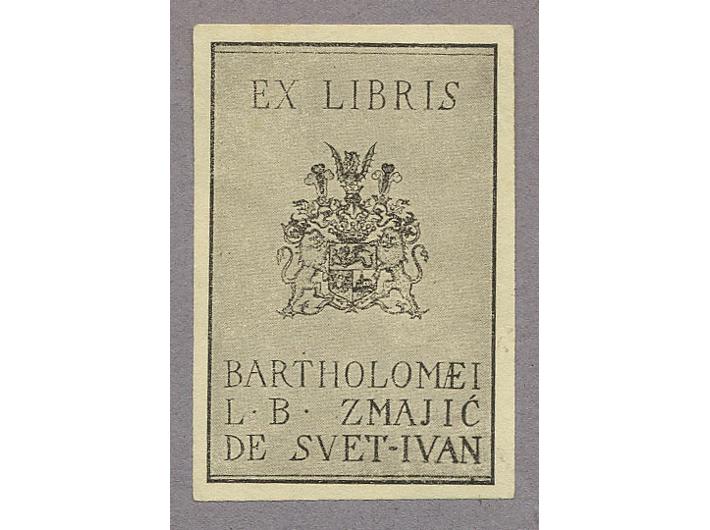 EX LIBRIS
BARTHOLOMÆI
L·B· ZMAJIĆ
DE SVET-IVAN